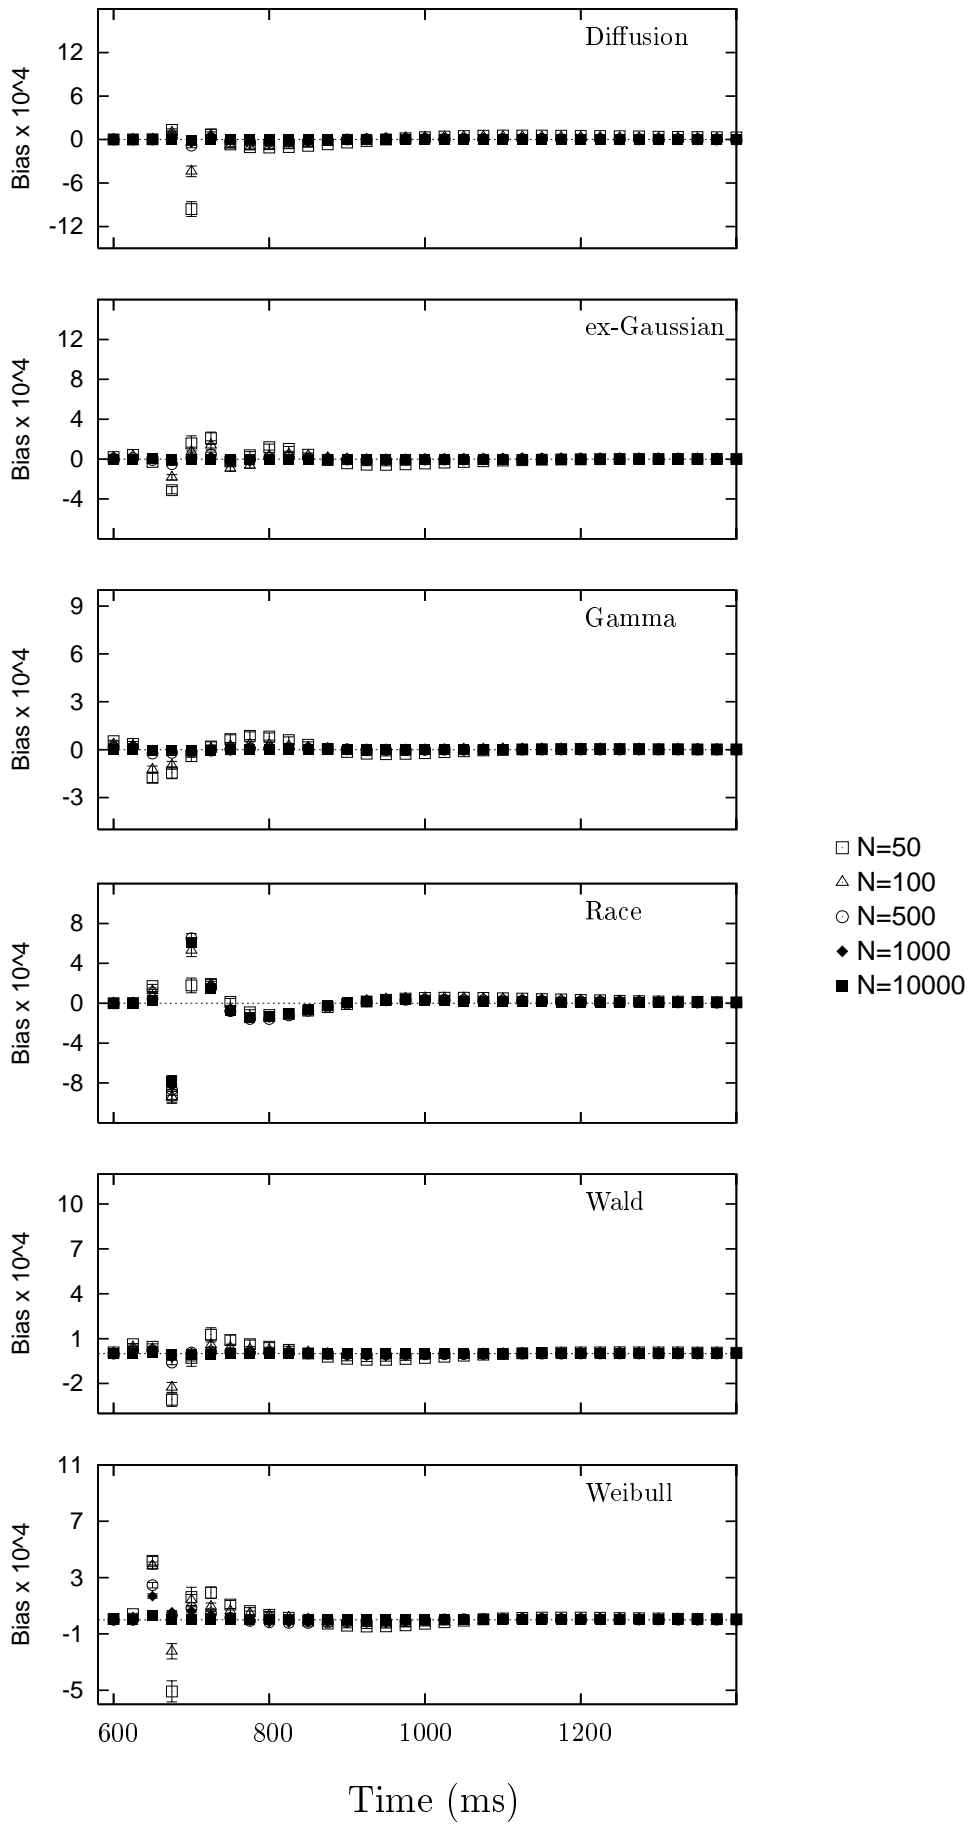 Diffusion
Bias x 10^4
12
6
0
-6
-12
ex-Gaussian
Bias x 10^4
12
8
4
0
-4
Gamma
Bias x 10^4
9
6
3
0
-3
Race
Bias x 10^4
8
4
0
-4
-8
Wald
Bias x 10^4
10
7
4
1
-2
Weibull
Bias x 10^4
11
7
3
-1
-5
600 800 1000 1200
Time (ms)
N=50
N=100
N=500
N=1000
N=10000